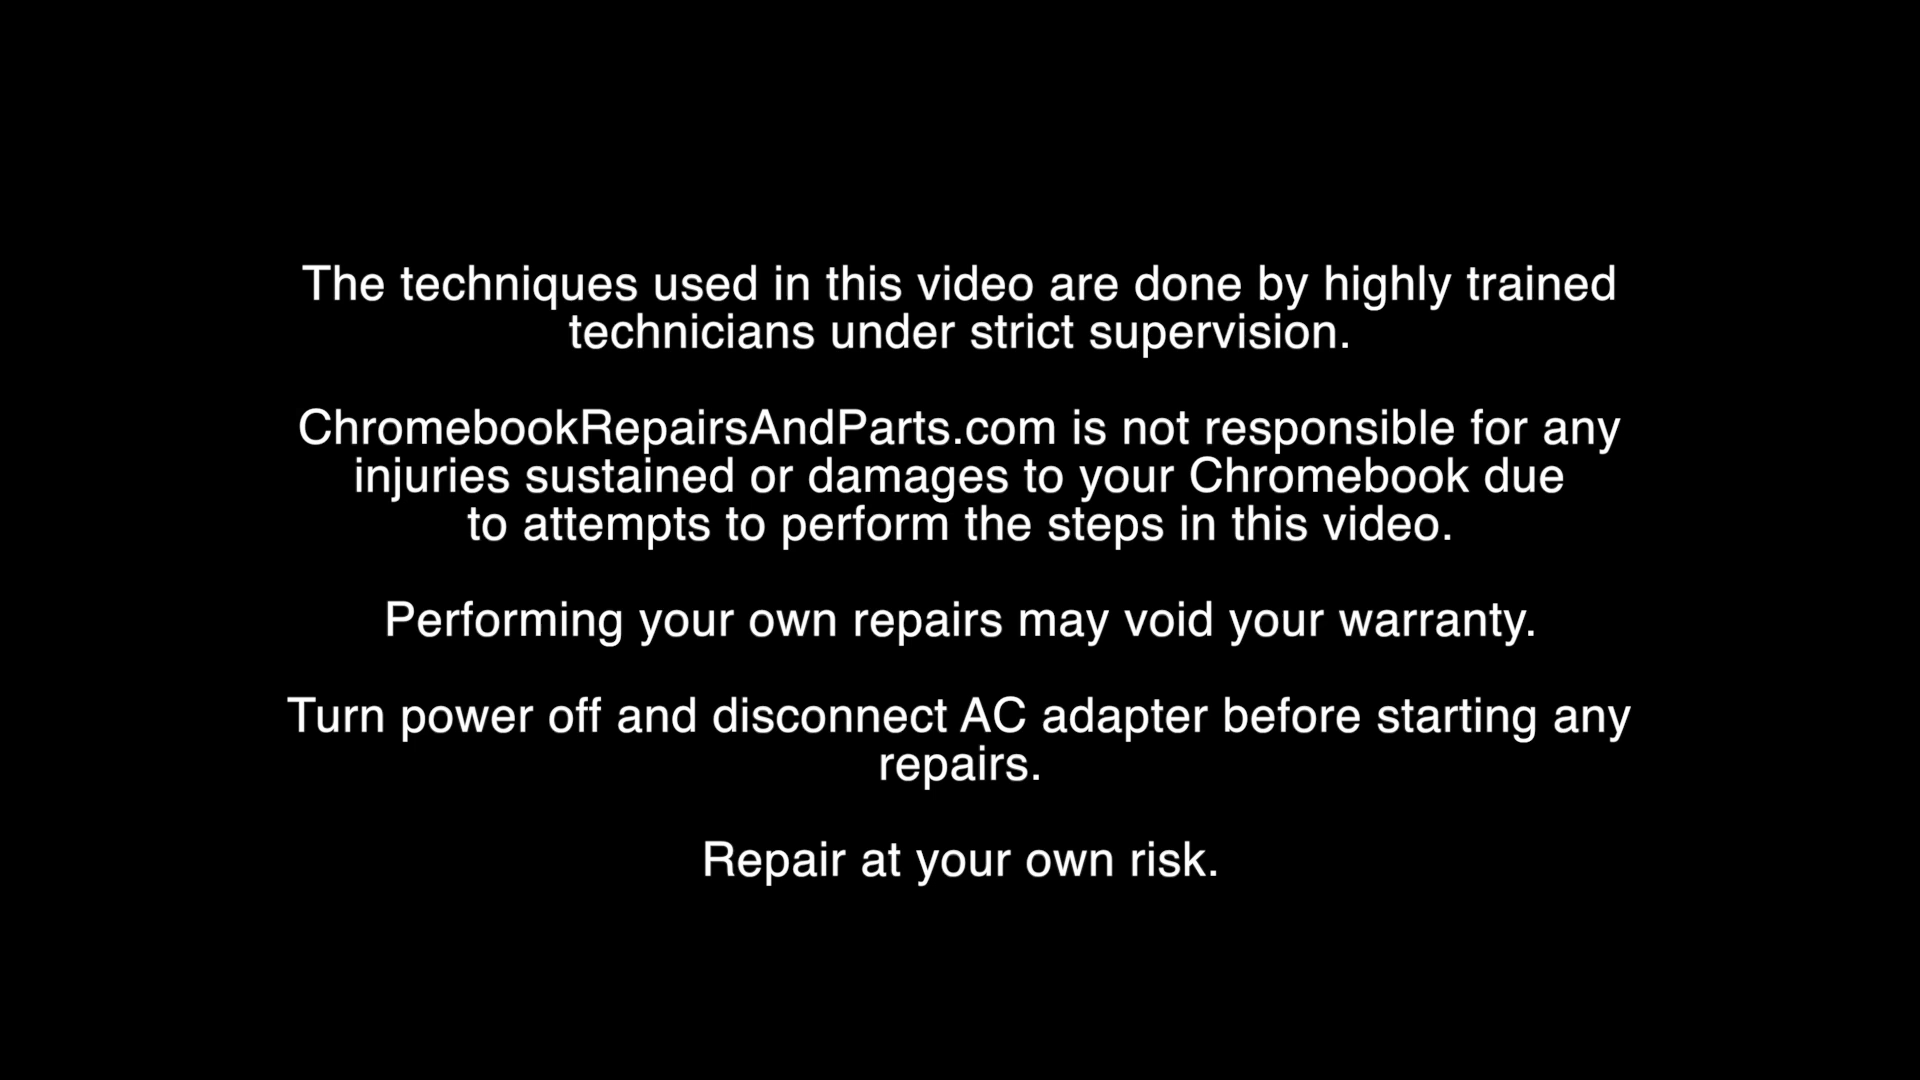 The techniques used in this video are done by highly trained
technicians under strict supervision.
ChromebookRepairsAndParts.com is not responsible for any
injuries sustained or damages to your Chromebook due
to attempts to perform the steps in this video.
Performing your own repairs may void your warranty.
Turn power off and disconnect AC adapter before starting any
repairs.
Repair at your own risk.